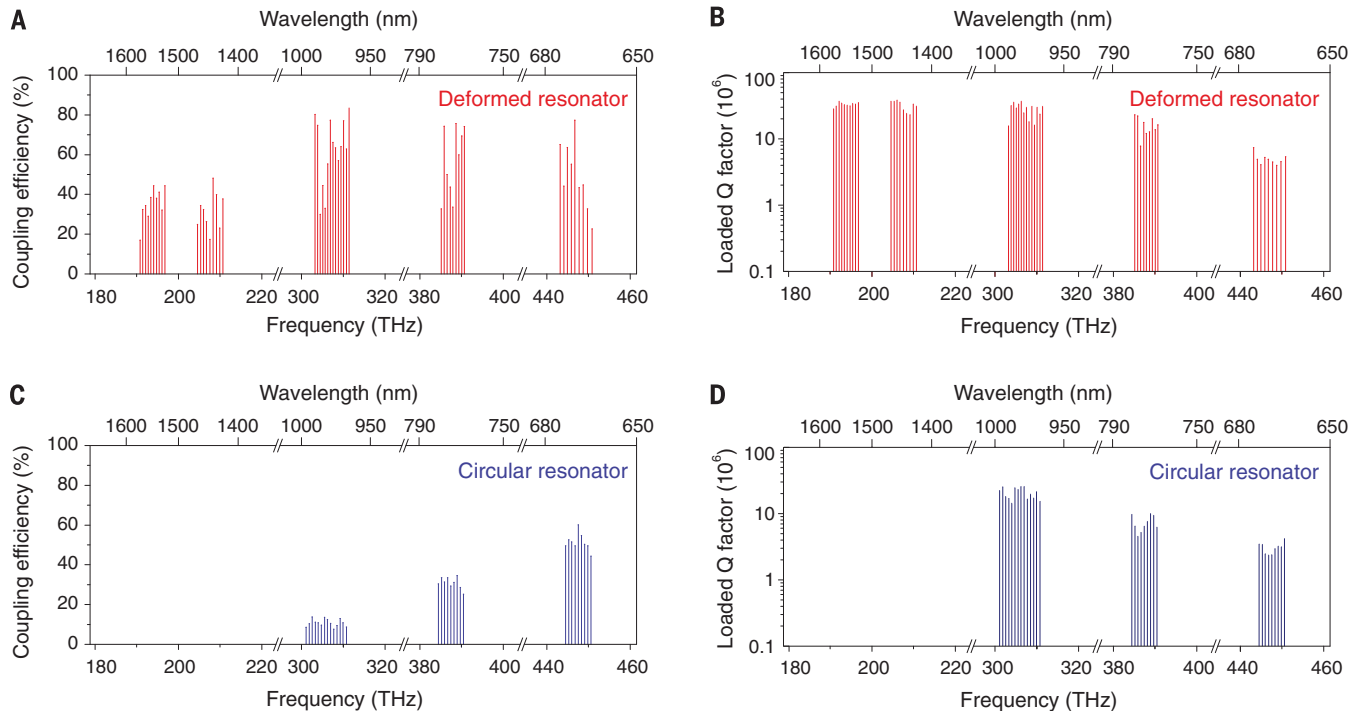 A
Wavelength (nm)
1600 1500 1400 1000 950 790 750 680 650
Coupling efficiency (%)
100
80
60
40
20
0
Deformed resonator
180 200 220 300 320 380 400 440 460
Frequency (THz)
B
Wavelength (nm)
1600 1500 1400 1000 950 790 750 680 650
Loaded Q factor (10⁶)
100
10
1
0.1
Deformed resonator
180 200 220 300 320 380 400 440 460
Frequency (THz)
C
Wavelength (nm)
1600 1500 1400 1000 950 790 750 680 650
Coupling efficiency (%)
100
80
60
40
20
0
Circular resonator
180 200 220 300 320 380 400 440 460
Frequency (THz)
D
Wavelength (nm)
1600 1500 1400 1000 950 790 750 680 650
Loaded Q factor (10⁶)
100
10
1
0.1
Circular resonator
180 200 220 300 320 380 400 440 460
Frequency (THz)